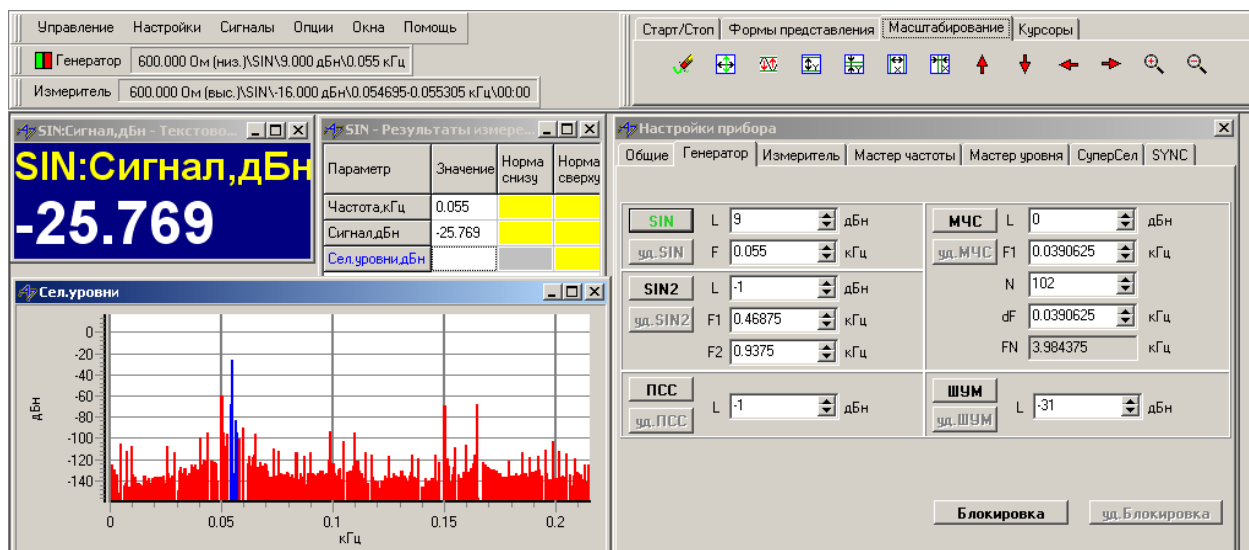 Управление Настройки Сигналы Опции Окна Помощь
Генератор 600.000 Ом (низ.)\SIN\9.000 дБн\0.055 кГц
Измеритель 600.000 Ом (выс.)\SIN\-16.000 дБн\0.054695-0.055305 кГц\00:00
Старт/Стоп Формы представления Масштабирование Курсоры
SIN:Сигнал,дБн - Текстово...
SIN:Сигнал,дБн
-25.769
SIN - Результаты измере...
Параметр Значение Норма снизу Норма сверху
Частота,кГц 0.055
Сигнал,дБн -25.769
Сел.уровни,дБн
Сел.уровни
дБн
0
-20
-40
-60
-80
-100
-120
-140
0 0.05 0.1 0.15 0.2
кГц
Настройки прибора
Общие Генератор Измеритель Мастер частоты Мастер уровня СуперСел SYNC
SIN L 9 дБн
уд.SIN F 0.055 кГц
SIN2 L -1 дБн
уд.SIN2 F1 0.46875 кГц
F2 0.9375 кГц
ПСС
L -1 дБн
уд.ПСС
МЧС L 0 дБн
уд.МЧС F1 0.0390625 кГц
N 102
dF 0.0390625 кГц
FN 3.984375 кГц
ШУМ
L -31 дБн
уд.ШУМ
Блокировка уд.Блокировка